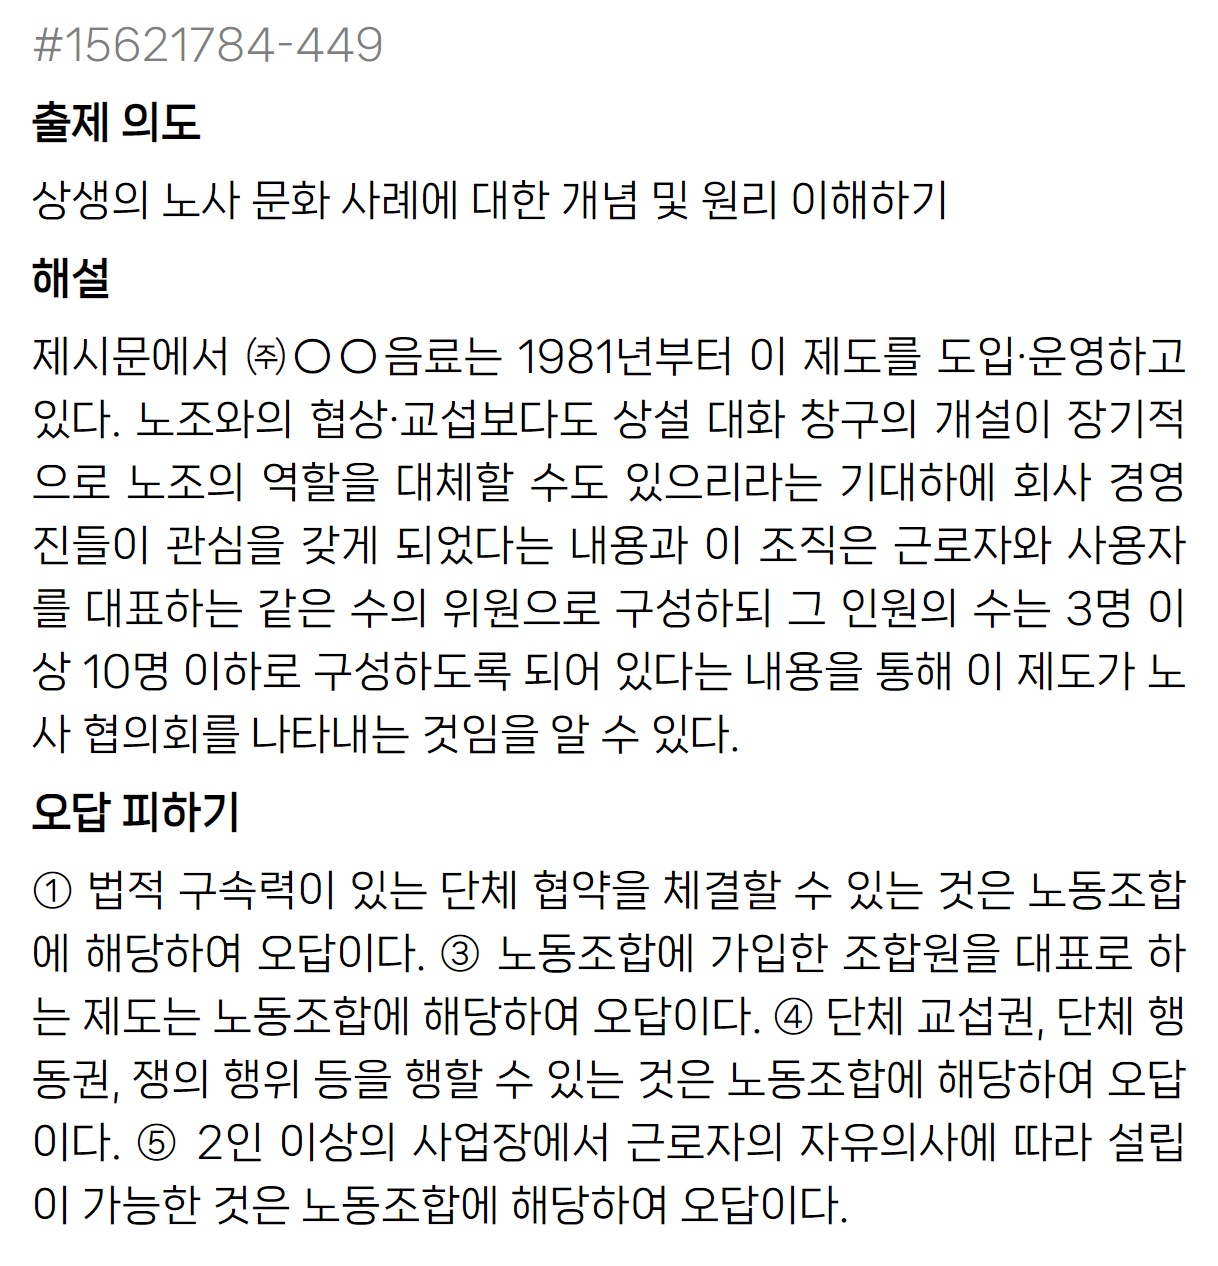 #15621784-449
출제 의도
상생의 노사 문화 사례에 대한 개념 및 원리 이해하기
해설
제시문에서 ㈜○○음료는 1981년부터 이 제도를 도입·운영하고
있다. 노조와의 협상·교섭보다도 상설 대화 창구의 개설이 장기적
으로 노조의 역할을 대체할 수도 있으리라는 기대하에 회사 경영
진들이 관심을 갖게 되었다는 내용과 이 조직은 근로자와 사용자
를 대표하는 같은 수의 위원으로 구성하되 그 인원의 수는 3명 이
상 10명 이하로 구성하도록 되어 있다는 내용을 통해 이 제도가 노
사 협의회를 나타내는 것임을 알 수 있다.
오답 피하기
① 법적 구속력이 있는 단체 협약을 체결할 수 있는 것은 노동조합
에 해당하여 오답이다. ③ 노동조합에 가입한 조합원을 대표로 하
는 제도는 노동조합에 해당하여 오답이다. ④ 단체 교섭권, 단체 행
동권, 쟁의 행위 등을 행할 수 있는 것은 노동조합에 해당하여 오답
이다. ⑤ 2인 이상의 사업장에서 근로자의 자유의사에 따라 설립
이 가능한 것은 노동조합에 해당하여 오답이다.